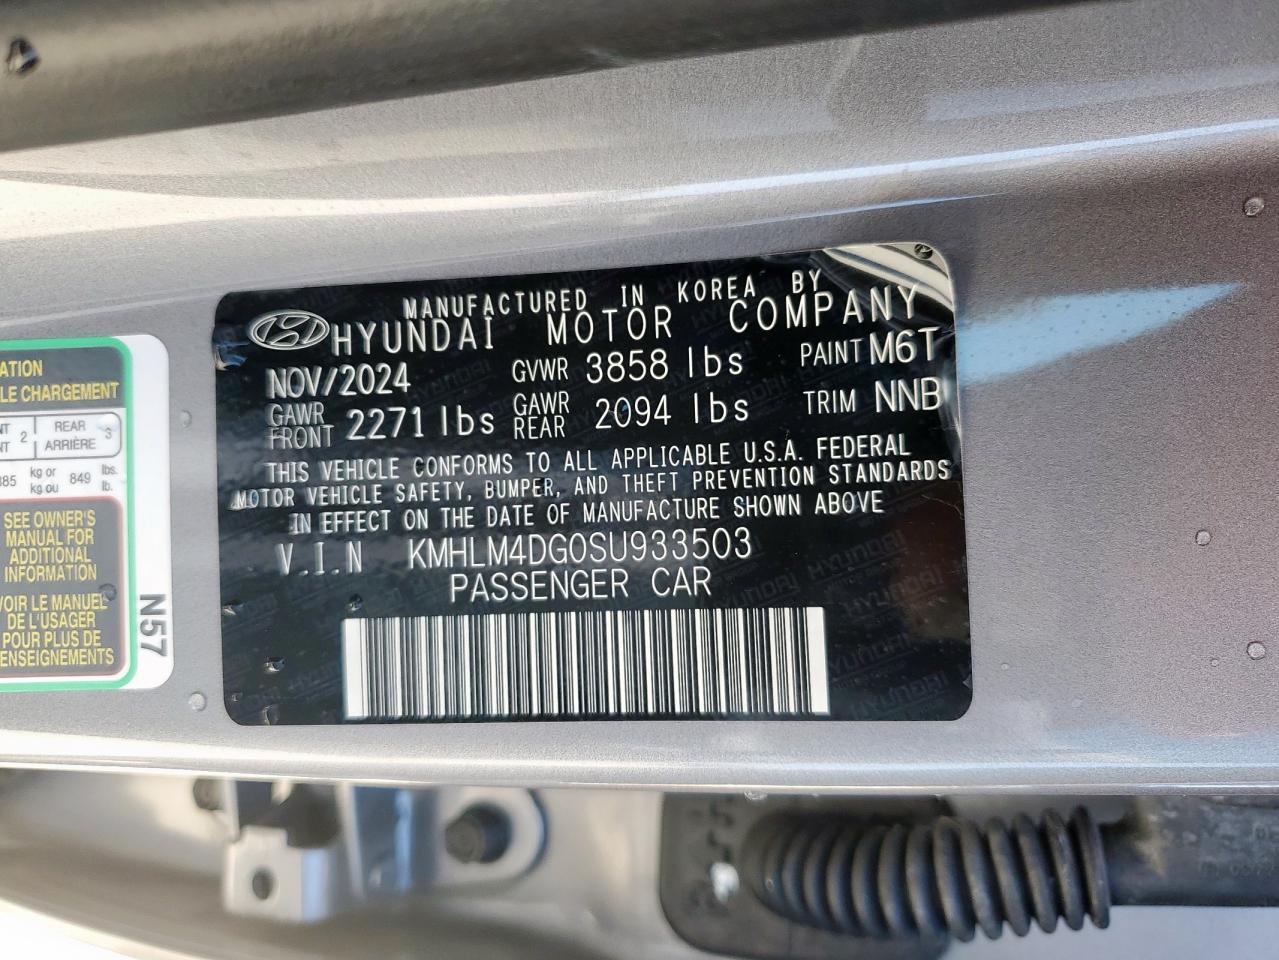 MANUFACTURED IN KOREA BY
HYUNDAI MOTOR COMPANY
NOV/2024 GVWR 3858 lbs PAINT M6T
GAWR FRONT 2271 lbs GAWR REAR 2094 lbs TRIM NNB
THIS VEHICLE CONFORMS TO ALL APPLICABLE U.S.A. FEDERAL
MOTOR VEHICLE SAFETY, BUMPER, AND THEFT PREVENTION STANDARDS
IN EFFECT ON THE DATE OF MANUFACTURE SHOWN ABOVE
V.I.N KMHLM4DG0SU933503
PASSENGER CAR
LE CHARGEMENT
2 REAR ARRIÈRE 3
kg or kg ou 849 lbs. lb.
SEE OWNER'S
MANUAL FOR
ADDITIONAL
INFORMATION
VOIR LE MANUEL
DE L'USAGER
POUR PLUS DE
N57